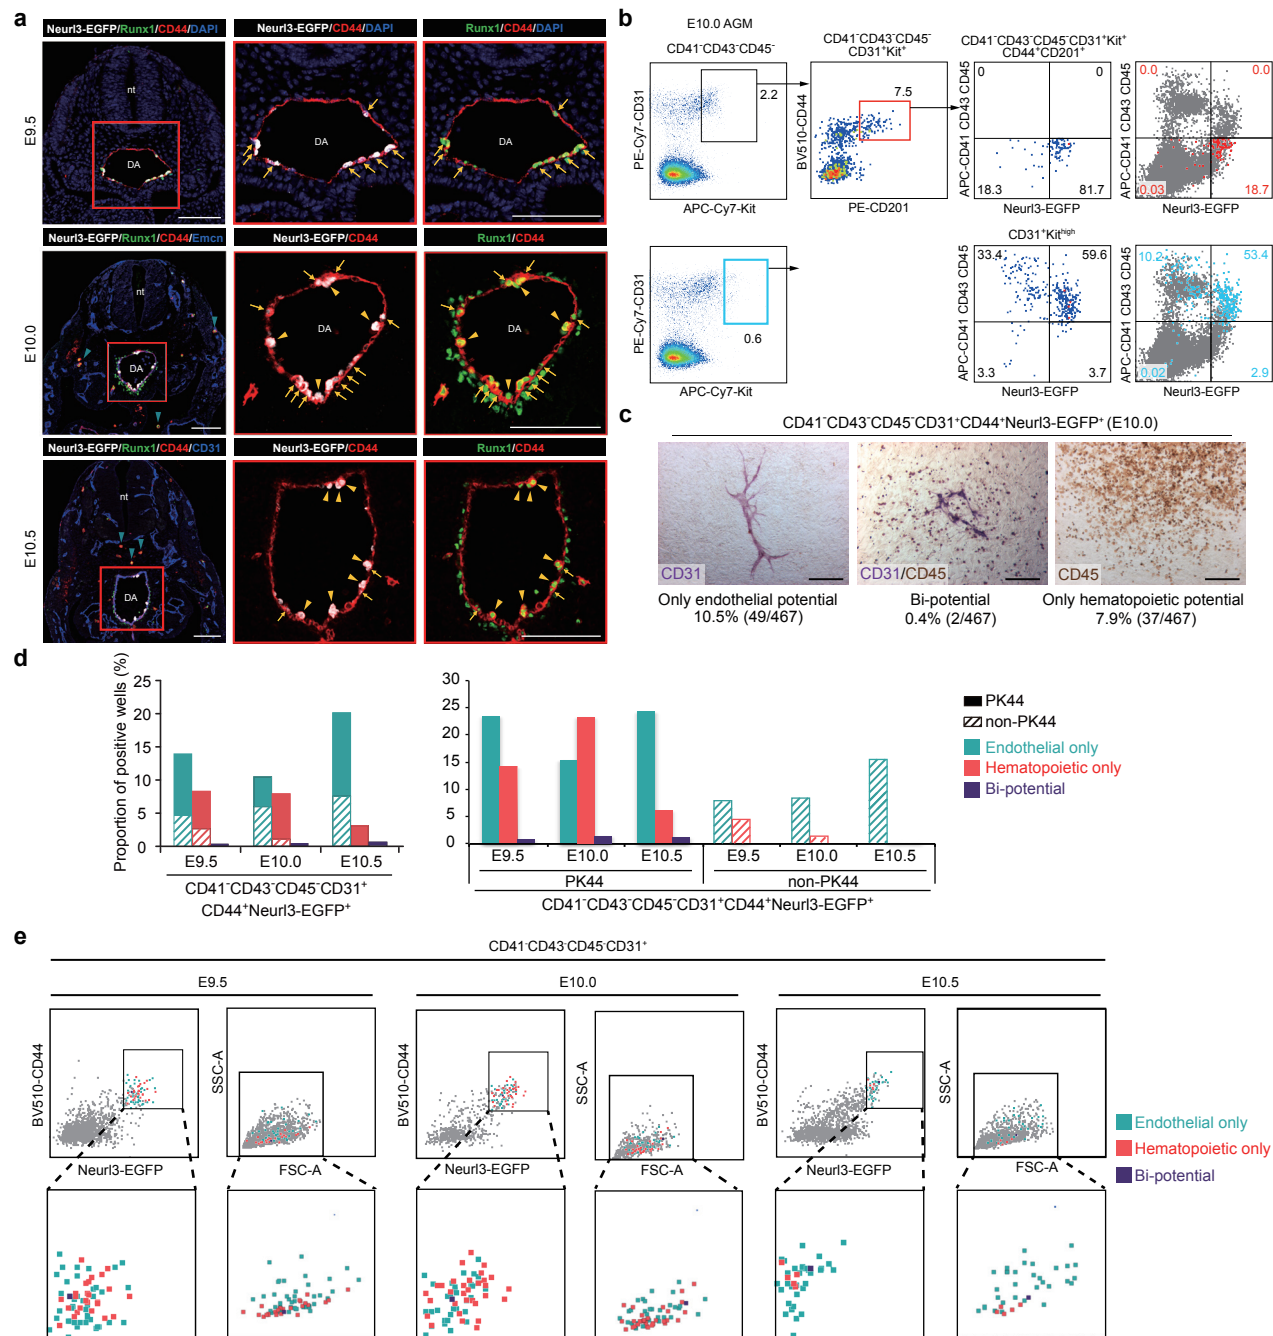 a
Neurl3-EGFP/Runx1/CD44/DAPI
Neurl3-EGFP/CD44/DAPI
Runx1/CD44/DAPI
E9.5
nt
DA
DA
DA
Neurl3-EGFP/Runx1/CD44/Emcn
Neurl3-EGFP/CD44
Runx1/CD44
E10.0
nt
DA
DA
DA
Neurl3-EGFP/Runx1/CD44/CD31
Neurl3-EGFP/CD44
Runx1/CD44
E10.5
nt
DA
DA
DA
b
E10.0 AGM
CD41⁻CD43⁻CD45⁻
PE-Cy7-CD31
2.2
APC-Cy7-Kit
CD41⁻CD43⁻CD45⁻
CD31⁺Kit⁺
BV510-CD44
7.5
PE-CD201
CD41⁻CD43⁻CD45⁻CD31⁺Kit⁺
CD44⁺CD201⁺
APC-CD41 CD43 CD45
0
0
18.3
81.7
Neurl3-EGFP
APC-CD41 CD43 CD45
0.0
0.0
0.03
18.7
Neurl3-EGFP
PE-Cy7-CD31
0.6
APC-Cy7-Kit
CD31⁺Kitʰⁱᵍʰ
APC-CD41 CD43 CD45
33.4
59.6
3.3
3.7
Neurl3-EGFP
APC-CD41 CD43 CD45
10.2
53.4
0.02
2.9
Neurl3-EGFP
c
CD41⁻CD43⁻CD45⁻CD31⁺CD44⁺Neurl3-EGFP⁺ (E10.0)
CD31
CD31/CD45
CD45
Only endothelial potential
10.5% (49/467)
Bi-potential
0.4% (2/467)
Only hematopoietic potential
7.9% (37/467)
d
Proportion of positive wells (%)
25
20
15
10
5
0
E9.5
E10.0
E10.5
CD41⁻CD43⁻CD45⁻CD31⁺
CD44⁺Neurl3-EGFP⁺
30
25
20
15
10
5
0
E9.5
E10.0
E10.5
E9.5
E10.0
E10.5
PK44
non-PK44
CD41⁻CD43⁻CD45⁻CD31⁺CD44⁺Neurl3-EGFP⁺
PK44
non-PK44
Endothelial only
Hematopoietic only
Bi-potential
e
CD41⁻CD43⁻CD45⁻CD31⁺
E9.5
E10.0
E10.5
BV510-CD44
Neurl3-EGFP
SSC-A
FSC-A
BV510-CD44
Neurl3-EGFP
SSC-A
FSC-A
BV510-CD44
Neurl3-EGFP
SSC-A
FSC-A
Endothelial only
Hematopoietic only
Bi-potential